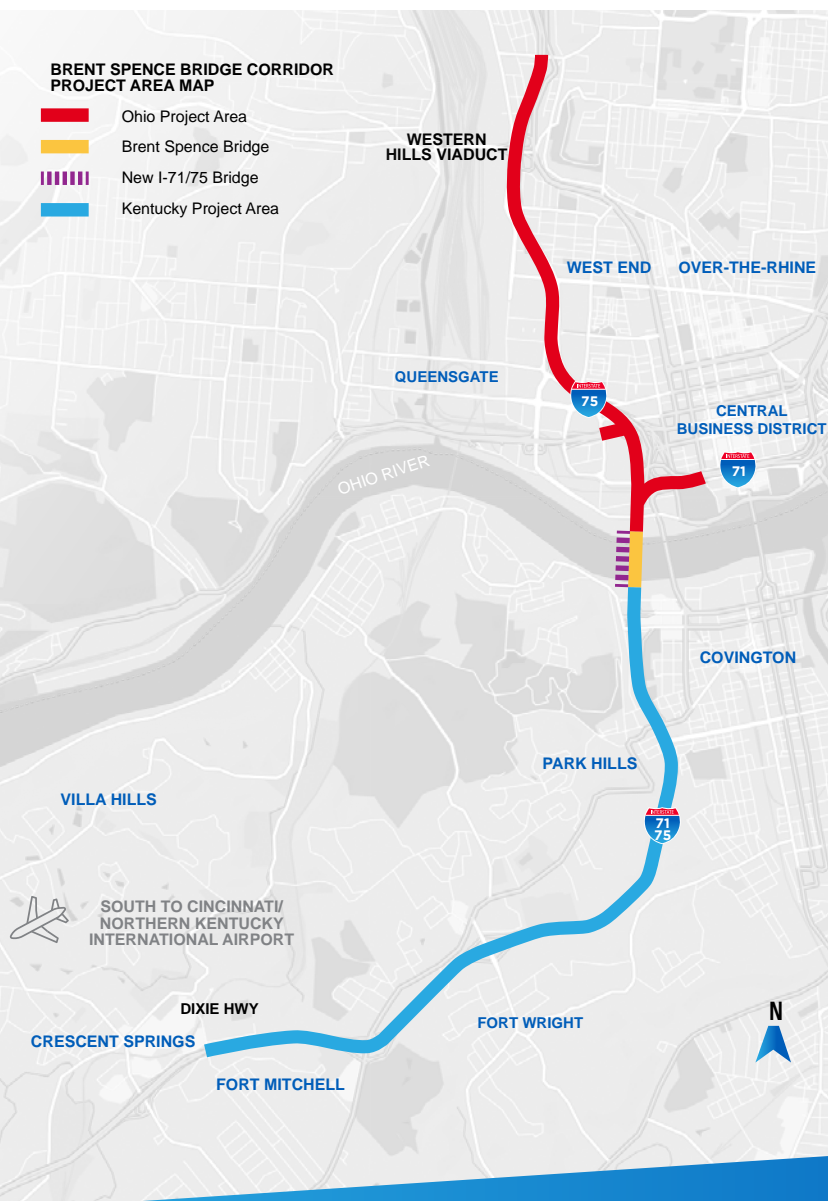 BRENT SPENCE BRIDGE CORRIDOR
PROJECT AREA MAP
Ohio Project Area
Brent Spence Bridge
New I-71/75 Bridge
Kentucky Project Area
WESTERN
HILLS VIADUCT
WEST END
OVER-THE-RHINE
QUEENSGATE
INTERSTATE
75
CENTRAL
BUSINESS DISTRICT
INTERSTATE
71
OHIO RIVER
COVINGTON
PARK HILLS
VILLA HILLS
INTERSTATE
71
75
SOUTH TO CINCINNATI/
NORTHERN KENTUCKY
INTERNATIONAL AIRPORT
DIXIE HWY
N
CRESCENT SPRINGS
FORT WRIGHT
FORT MITCHELL